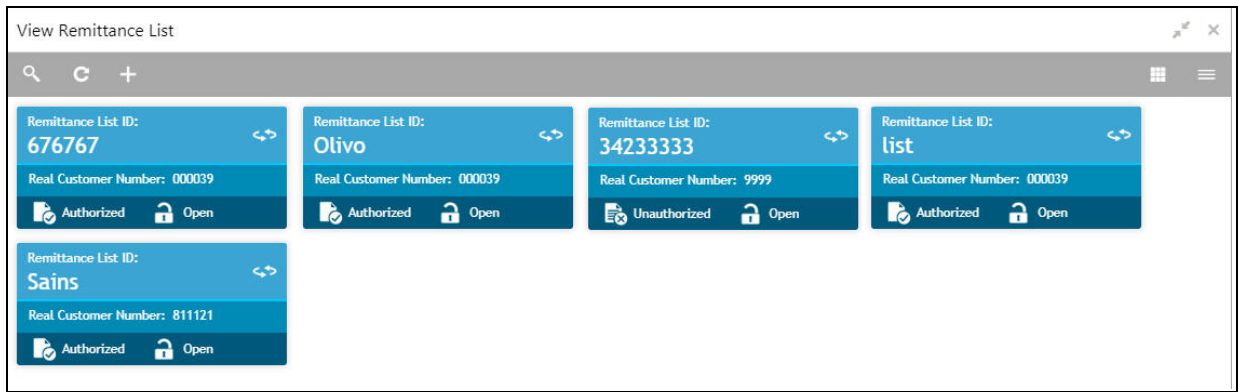 View Remittance List
Remittance List ID:
676767
Real Customer Number: 000039
Authorized Open
Remittance List ID:
Olivo
Real Customer Number: 000039
Authorized Open
Remittance List ID:
34233333
Real Customer Number: 9999
Unauthorized Open
Remittance List ID:
list
Real Customer Number: 000039
Authorized Open
Remittance List ID:
Sains
Real Customer Number: 811121
Authorized Open